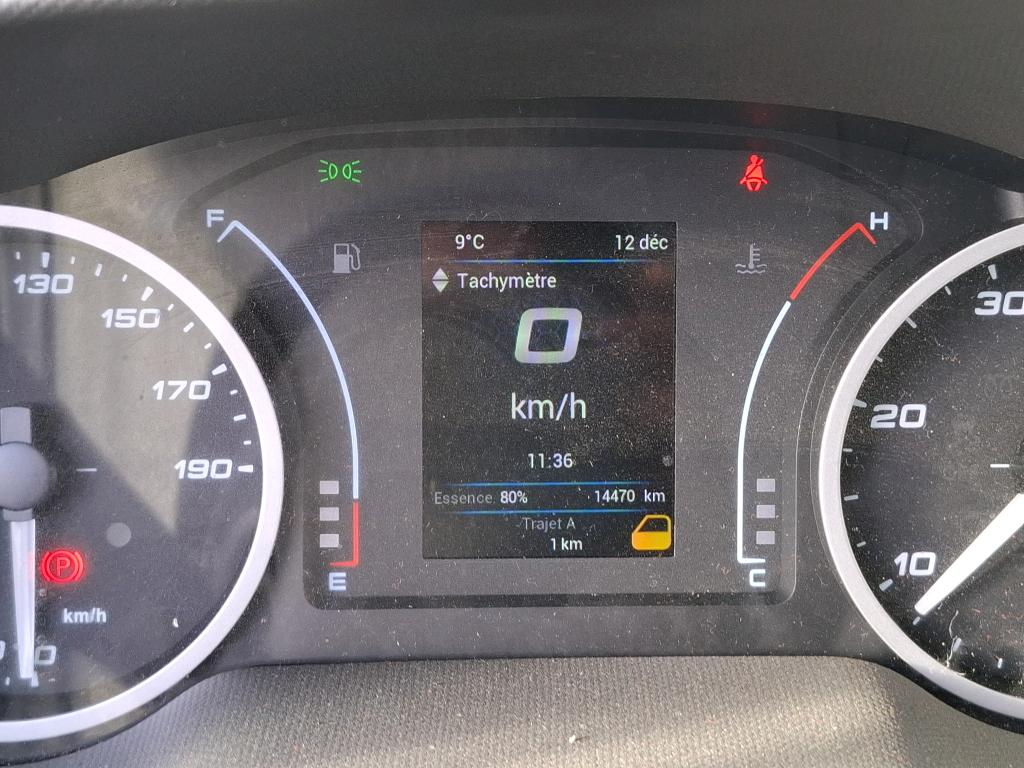 F
H
9°C 12 déc
Tachymètre
0
km/h
11:36
Essence 80% 14470 km
Trajet A
1 km
E
C
130
150
170
190
P
km/h
30
20
10